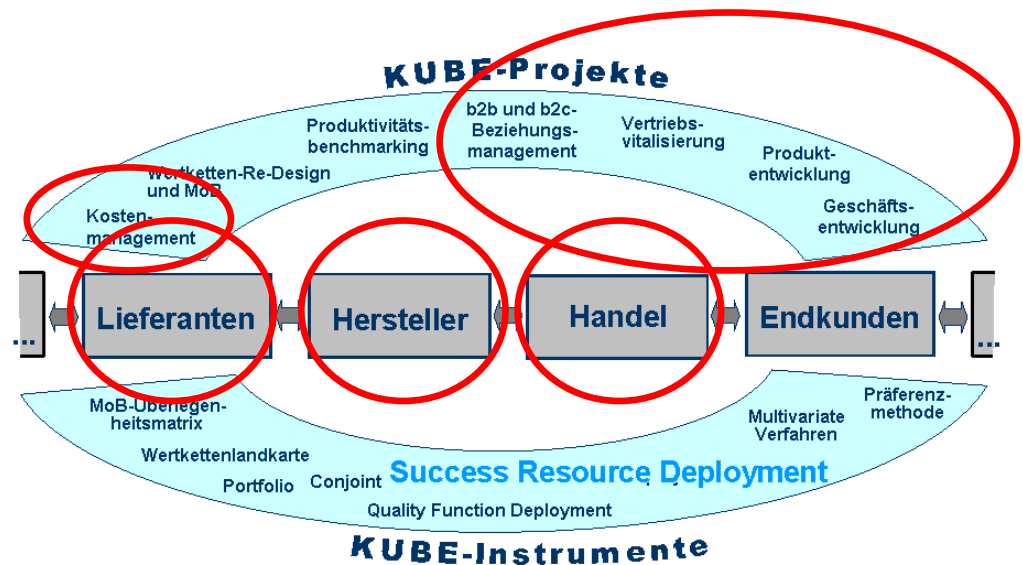 KUBE-Projekte
b2b und b2c-
Beziehungs-
management
Produktivitäts-
benchmarking
Vertriebs-
vitalisierung
Wertketten-Re-Design
und MoB
Produkt-
entwicklung
Kosten-
management
Geschäfts-
entwicklung
...
Lieferanten
Hersteller
Handel
Endkunden
...
MoB-Überlegen-
heitsmatrix
Präferenz-
methode
Multivariate
Verfahren
Wertkettenlandkarte
Portfolio
Conjoint
Success Resource Deployment
Quality Function Deployment
KUBE-Instrumente